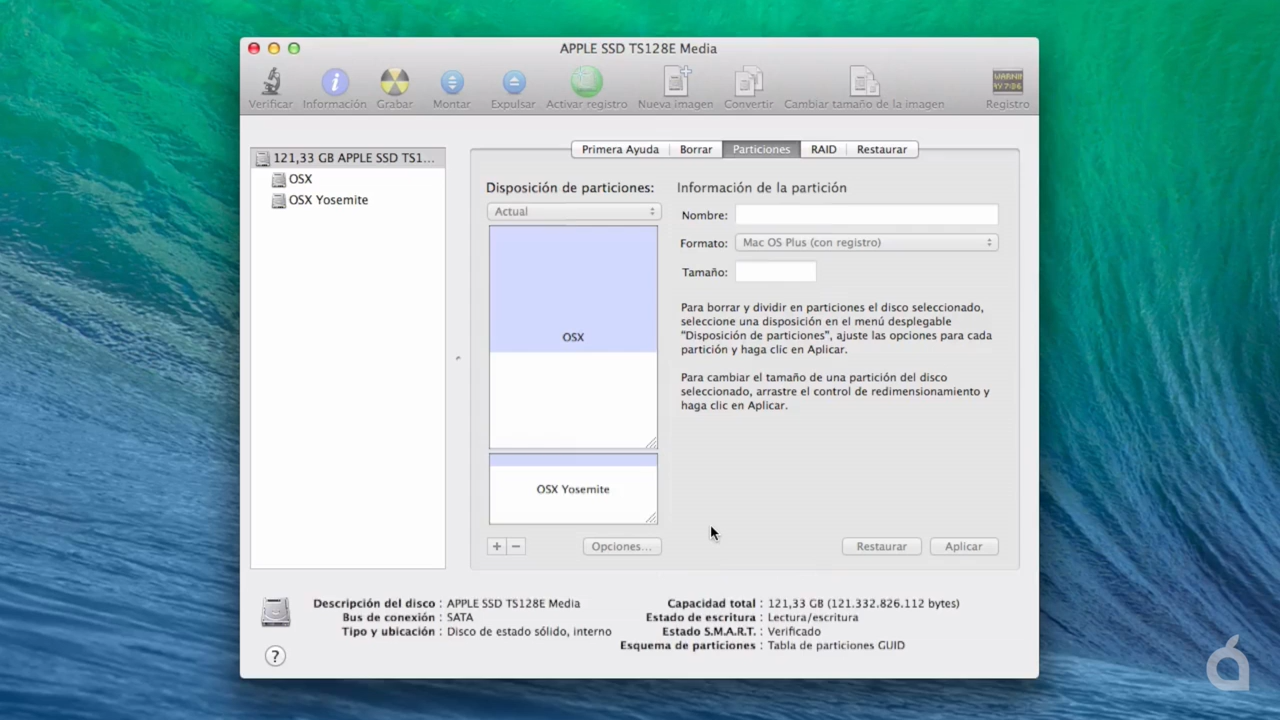 APPLE SSD TS128E Media
Verificar Información Grabar Montar Expulsar Activar registro Nueva imagen Convertir Cambiar tamaño de la imagen Registro
WARNIN
AY 7:06
121,33 GB APPLE SSD TS1...
OSX
OSX Yosemite
Primera Ayuda Borrar Particiones RAID Restaurar
Disposición de particiones:
Actual
OSX
OSX Yosemite
+ − Opciones...
Información de la partición
Nombre:
Formato: Mac OS Plus (con registro)
Tamaño:
Para borrar y dividir en particiones el disco seleccionado,
seleccione una disposición en el menú desplegable
"Disposición de particiones", ajuste las opciones para cada
partición y haga clic en Aplicar.
Para cambiar el tamaño de una partición del disco
seleccionado, arrastre el control de redimensionamiento y
haga clic en Aplicar.
Restaurar Aplicar
Descripción del disco : APPLE SSD TS128E Media
Bus de conexión : SATA
Tipo y ubicación : Disco de estado sólido, interno
Capacidad total : 121,33 GB (121.332.826.112 bytes)
Estado de escritura : Lectura/escritura
Estado S.M.A.R.T. : Verificado
Esquema de particiones : Tabla de particiones GUID
?